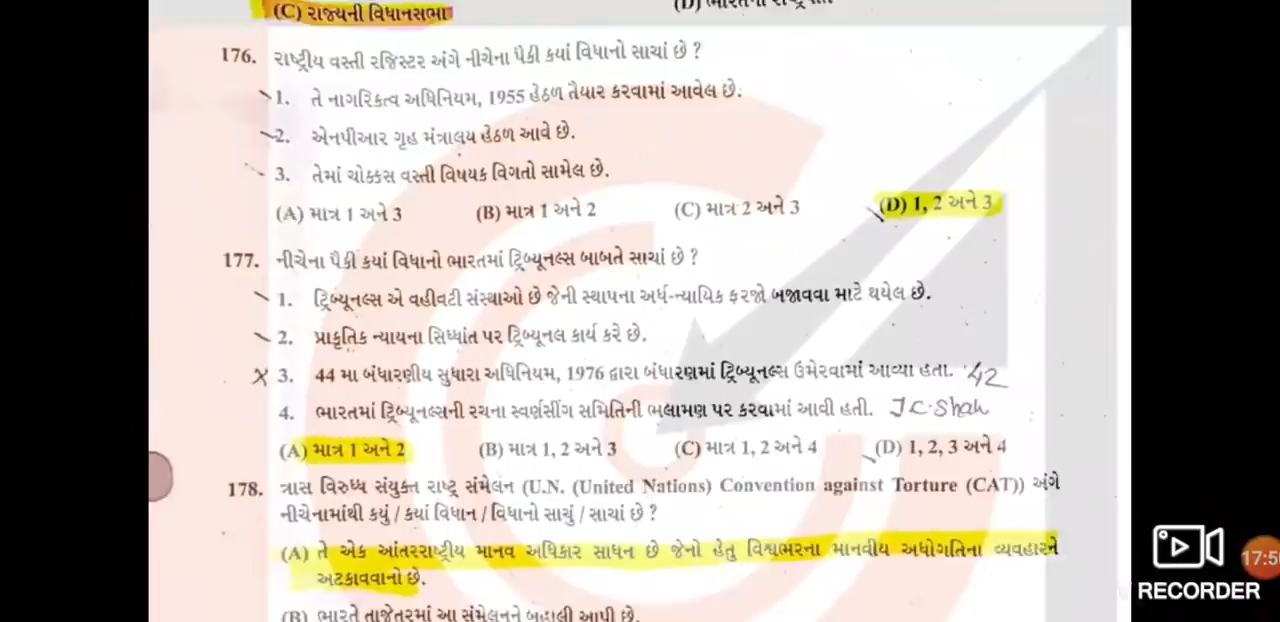 (C) રાજ્યની વિધાનસભા
176. રાષ્ટ્રીય વસ્તી રજિસ્ટર અંગે નીચેના પૈકી કયાં વિધાનો સાચાં છે ?
1. તે નાગરિકત્વ અધિનિયમ, 1955 હેઠળ તૈયાર કરવામાં આવેલ છે.
2. એનપીઆર ગૃહ મંત્રાલય હેઠળ આવે છે.
3. તેમાં ચોક્કસ વસ્તી વિષયક વિગતો સામેલ છે.
(A) માત્ર 1 અને 3 (B) માત્ર 1 અને 2 (C) માત્ર 2 અને 3 (D) 1, 2 અને 3
177. નીચેના પૈકી કયાં વિધાનો ભારતમાં ટ્રિબ્યૂનલ્સ બાબતે સાચાં છે ?
1. ટ્રિબ્યૂનલ્સ એ વહીવટી સંસ્થાઓ છે જેની સ્થાપના અર્ધ-ન્યાયિક ફરજો બજાવવા માટે થયેલ છે.
2. પ્રાકૃતિક ન્યાયના સિધ્ધાંત પર ટ્રિબ્યૂનલ કાર્ય કરે છે.
X 3. 44 મા બંધારણીય સુધારા અધિનિયમ, 1976 દ્વારા બંધારણમાં ટ્રિબ્યૂનલ્સ ઉમેરવામાં આવ્યા હતા. 42
4. ભારતમાં ટ્રિબ્યૂનલ્સની રચના સ્વર્ણસીંગ સમિતિની ભલામણ પર કરવામાં આવી હતી. J C Shah
(A) માત્ર 1 અને 2 (B) માત્ર 1, 2 અને 3 (C) માત્ર 1, 2 અને 4 (D) 1, 2, 3 અને 4
178. ત્રાસ વિરુધ્ધ સંયુક્ત રાષ્ટ્ર સંમેલન (U.N. (United Nations) Convention against Torture (CAT)) અંગે
નીચેનામાંથી કયું / કયાં વિધાન / વિધાનો સાચું / સાચાં છે ?
(A) તે એક આંતરરાષ્ટ્રીય માનવ અધિકાર સાધન છે જેનો હેતુ વિશ્વભરના માનવીય અધોગતિના વ્યવહારને
અટકાવવાનો છે.
(B) ભારતે તાજેતરમાં આ સંમેલનને બહાલી આપી છે.
RECORDER